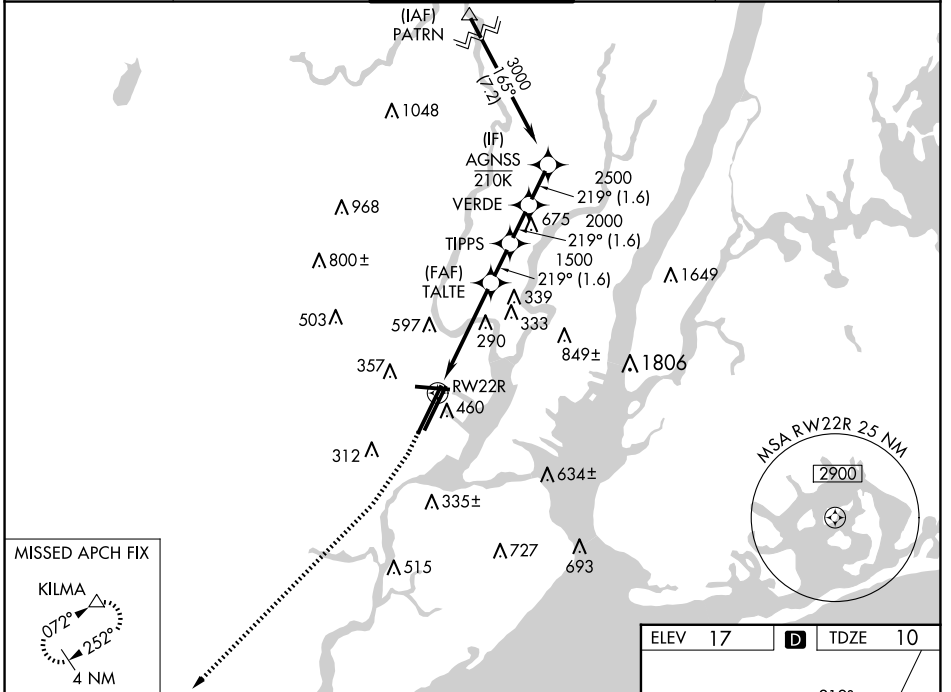 (IAF)
PATRN
3000
165°
(7.2)
1048
(IF)
AGNSS
210K
2500
219° (1.6)
968
VERDE
675
2000
219° (1.6)
TIPPS
800±
1500
219° (1.6)
(FAF)
TALTE
1649
339
503
597
333
290
849±
357
1806
RW22R
460
312
MSA RW22R 25 NM
2900
634±
335±
727
693
515
MISSED APCH FIX
KILMA
072°
252°
4 NM
ELEV 17 D TDZE 10